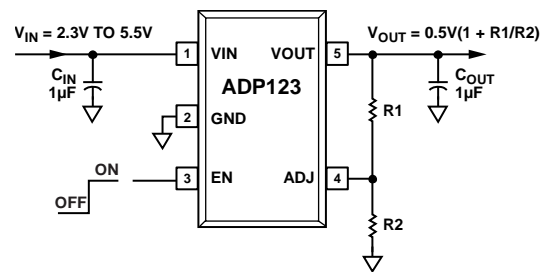 V_IN = 2.3V TO 5.5V
V_OUT = 0.5V(1 + R1/R2)
1 VIN
VOUT 5
C_IN
1µF
ADP123
C_OUT
1µF
2 GND
R1
ON
OFF
3 EN
ADJ 4
R2